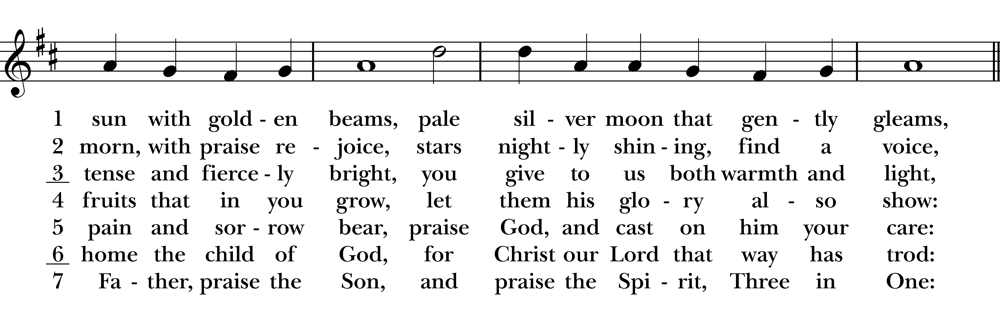 1 sun with gold - en beams, pale sil - ver moon that gen - tly gleams,
2 morn, with praise re - joice, stars night - ly shin - ing, find a voice,
3 tense and fierce - ly bright, you give to us both warmth and light,
4 fruits that in you grow, let them his glo - ry al - so show:
5 pain and sor - row bear, praise God, and cast on him your care:
6 home the child of God, for Christ our Lord that way has trod:
7 Fa - ther, praise the Son, and praise the Spi - rit, Three in One: